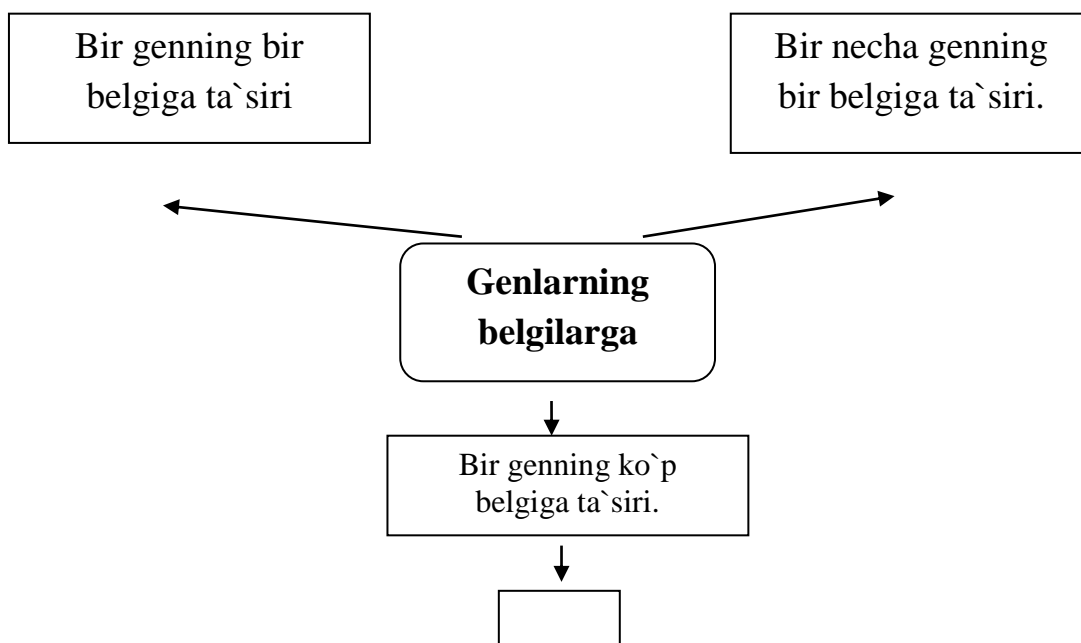 Bir genning bir
belgiga ta`siri
Bir necha genning
bir belgiga ta`siri.
Genlarning
belgilarga
Bir genning ko`p
belgiga ta`siri.